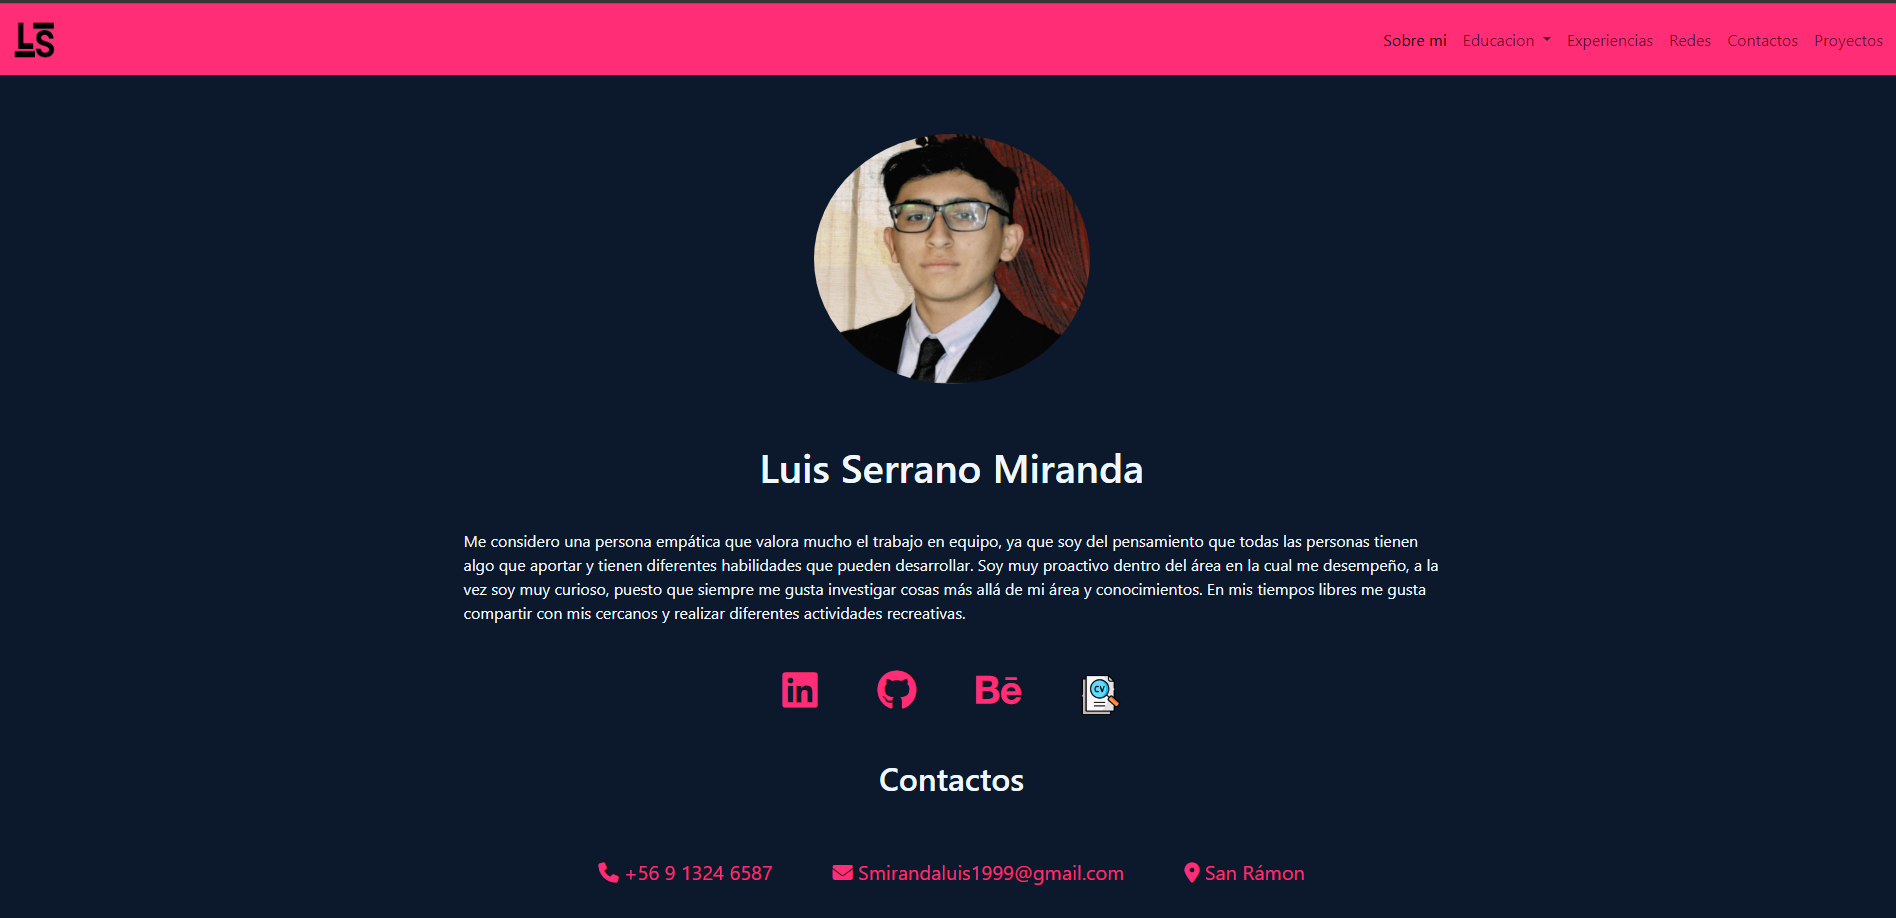 LS
Sobre mi Educacion Experiencias Redes Contactos Proyectos
Luis Serrano Miranda
Me considero una persona empática que valora mucho el trabajo en equipo, ya que soy del pensamiento que todas las personas tienen
algo que aportar y tienen diferentes habilidades que pueden desarrollar. Soy muy proactivo dentro del área en la cual me desempeño, a la
vez soy muy curioso, puesto que siempre me gusta investigar cosas más allá de mi área y conocimientos. En mis tiempos libres me gusta
compartir con mis cercanos y realizar diferentes actividades recreativas.
in Bē CV
Contactos
+56 9 1324 6587 Smirandaluis1999@gmail.com San Rámon